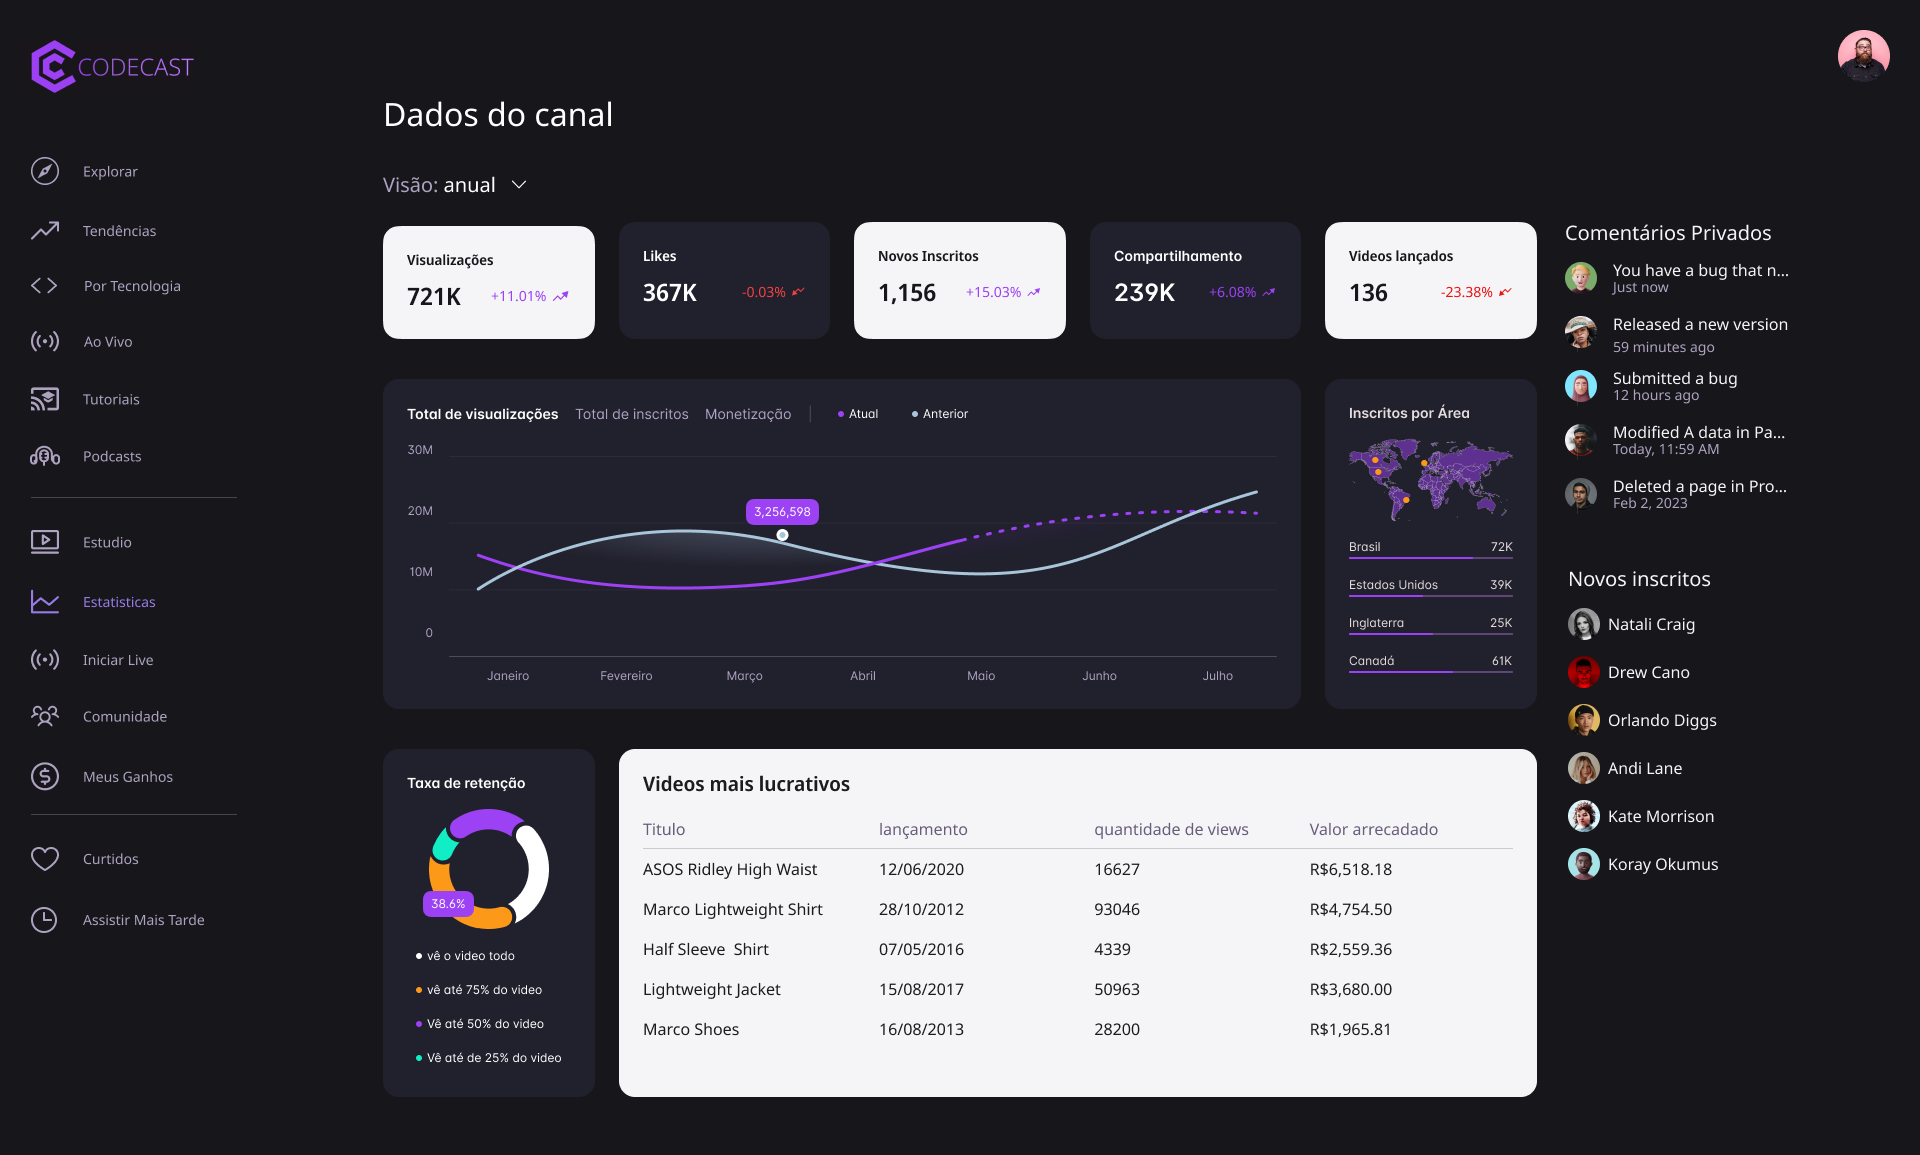 CODECAST
Dados do canal
Explorar
Tendências
Por Tecnologia
Ao Vivo
Tutoriais
Podcasts
Estudio
Estatisticas
Iniciar Live
Comunidade
Meus Ganhos
Curtidos
Assistir Mais Tarde
Visão: anual
Visualizações
721K +11.01%
Likes
367K -0.03%
Novos Inscritos
1,156 +15.03%
Compartilhamento
239K +6.08%
Videos lançados
136 -23.38%
Total de visualizações Total de inscritos Monetização Atual Anterior
30M
20M
10M
0
3,256,598
Janeiro Fevereiro Março Abril Maio Junho Julho
Inscritos por Área
Brasil 72K
Estados Unidos 39K
Inglaterra 25K
Canadá 61K
Taxa de retenção
38.6%
vê o video todo
vê até 75% do video
Vê até 50% do video
Vê até de 25% do video
Videos mais lucrativos
Titulo lançamento quantidade de views Valor arrecadado
ASOS Ridley High Waist 12/06/2020 16627 R$6,518.18
Marco Lightweight Shirt 28/10/2012 93046 R$4,754.50
Half Sleeve  Shirt 07/05/2016 4339 R$2,559.36
Lightweight Jacket 15/08/2017 50963 R$3,680.00
Marco Shoes 16/08/2013 28200 R$1,965.81
Comentários Privados
You have a bug that n...
Just now
Released a new version
59 minutes ago
Submitted a bug
12 hours ago
Modified A data in Pa...
Today, 11:59 AM
Deleted a page in Pro...
Feb 2, 2023
Novos inscritos
Natali Craig
Drew Cano
Orlando Diggs
Andi Lane
Kate Morrison
Koray Okumus